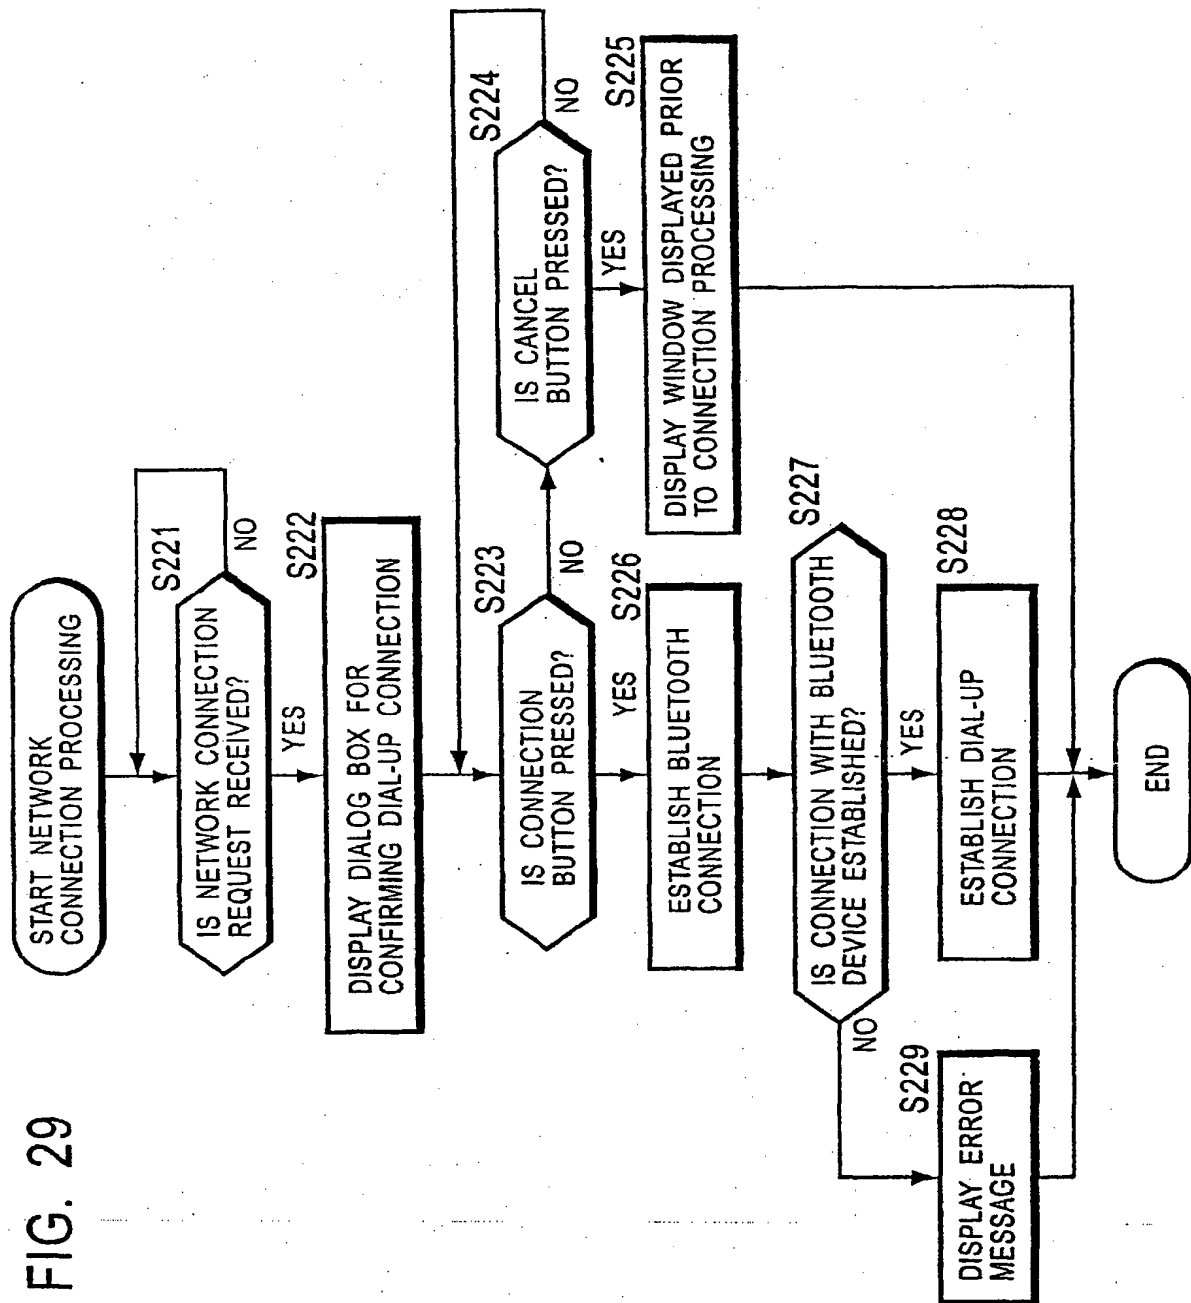 FIG. 29
START NETWORK
CONNECTION PROCESSING
S221
IS NETWORK CONNECTION
REQUEST RECEIVED?
NO
YES
S222
DISPLAY DIALOG BOX FOR
CONFIRMING DIAL-UP CONNECTION
S223
IS CONNECTION
BUTTON PRESSED?
NO
YES
S224
IS CANCEL
BUTTON PRESSED?
NO
YES
S225
DISPLAY WINDOW DISPLAYED PRIOR
TO CONNECTION PROCESSING
S226
ESTABLISH BLUETOOTH
CONNECTION
S227
IS CONNECTION WITH BLUETOOTH
DEVICE ESTABLISHED?
NO
YES
S228
ESTABLISH DIAL-UP
CONNECTION
S229
DISPLAY ERROR
MESSAGE
END